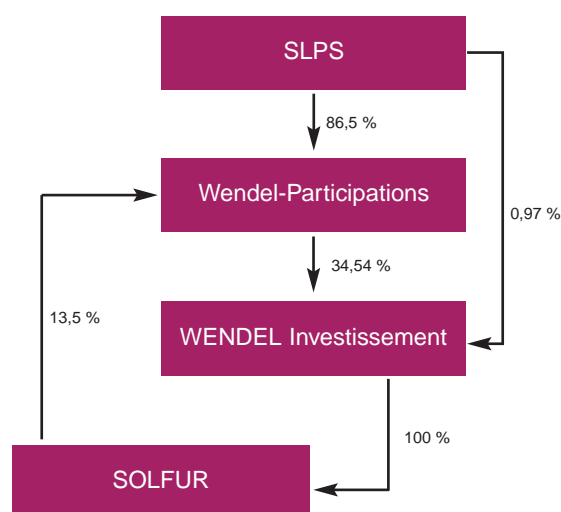 SLPS
86,5 %
Wendel-Participations
0,97 %
34,54 %
13,5 %
WENDEL Investissement
100 %
SOLFUR